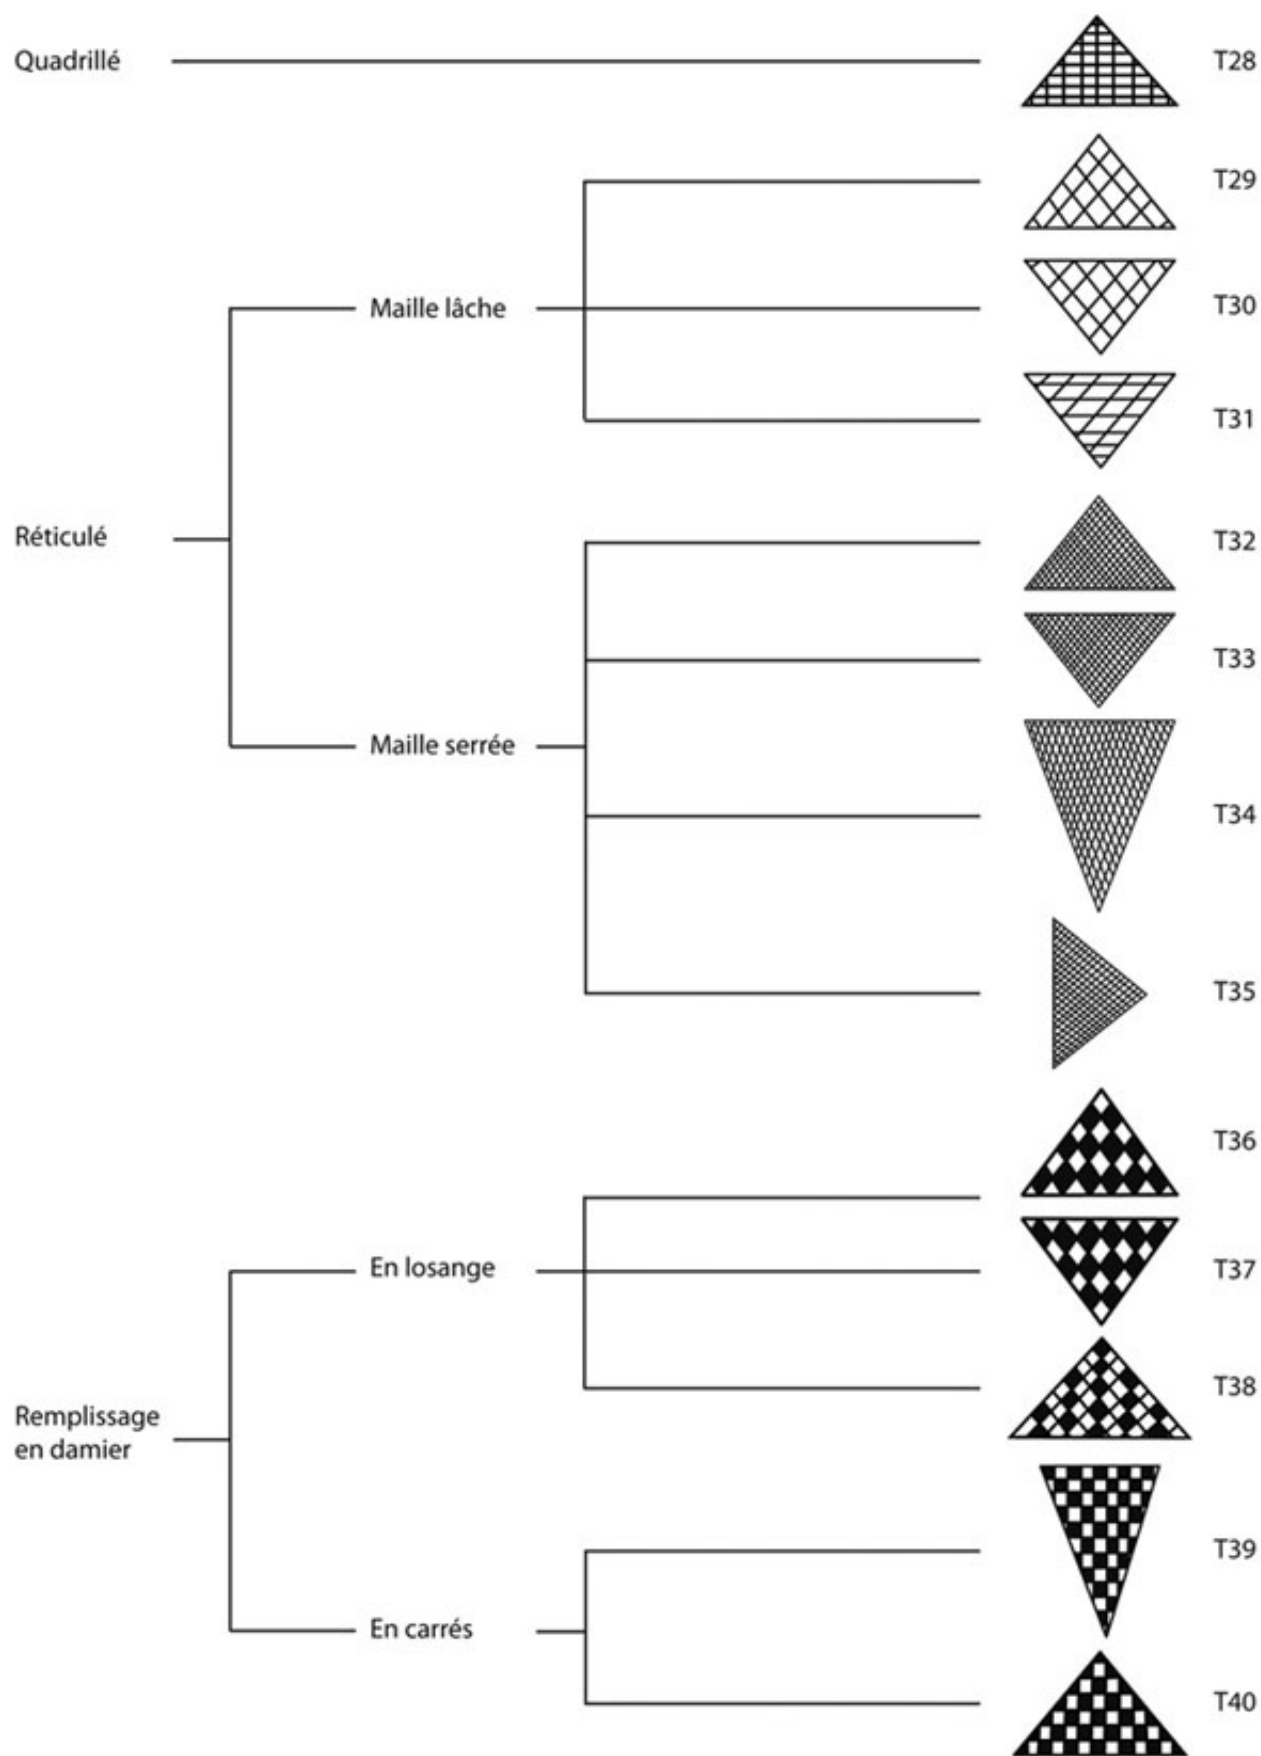 Quadrillé
T28
T29
Maille lâche
T30
T31
Réticulé
T32
T33
Maille serrée
T34
T35
T36
En losange
T37
T38
Remplissage
en damier
T39
En carrés
T40